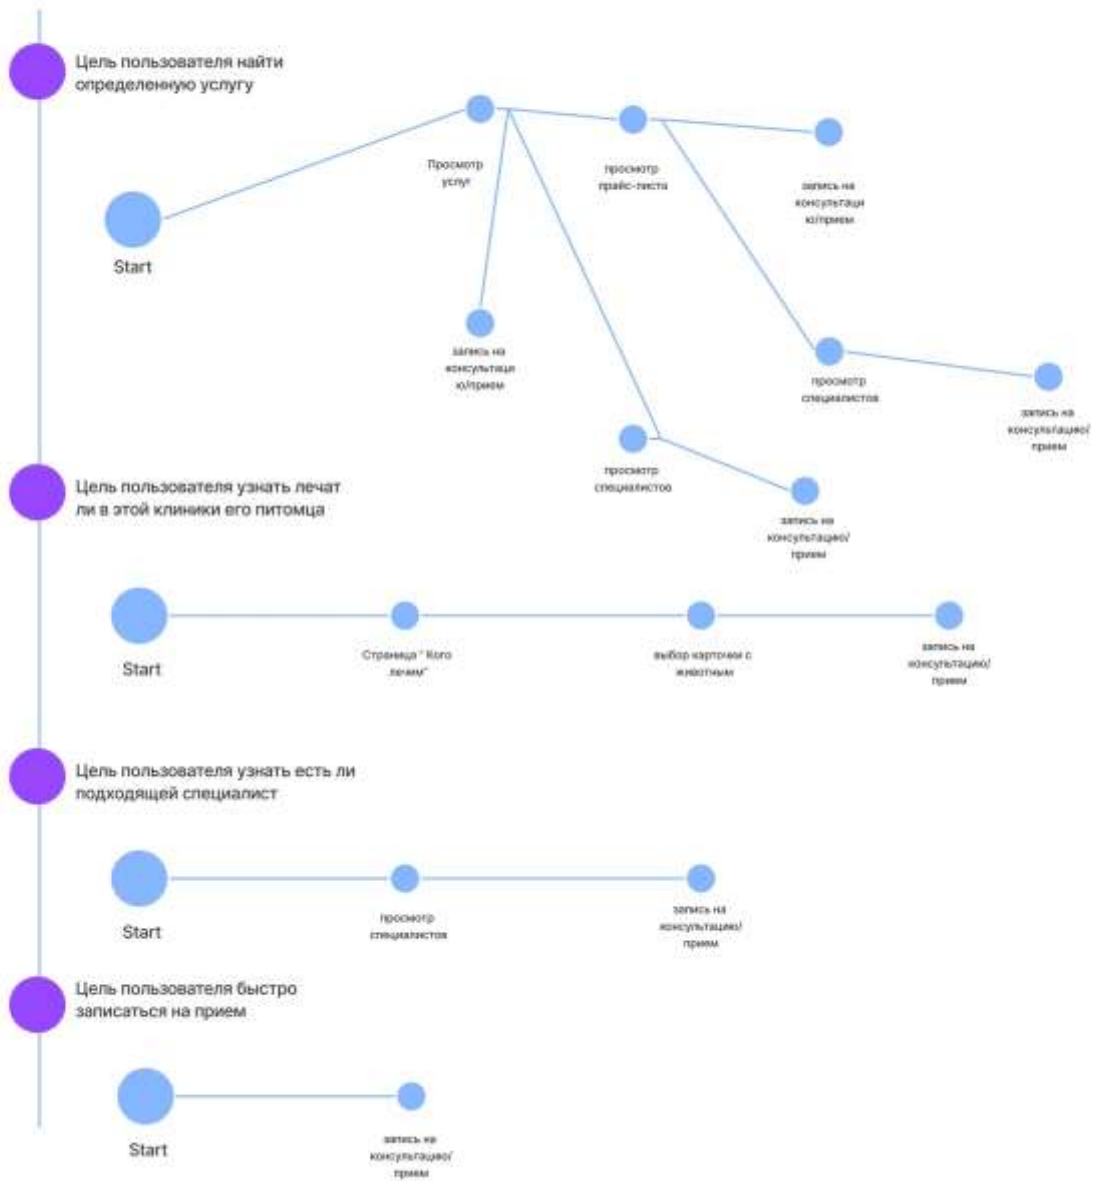 Цель пользователя найти
определенную услугу
Просмотр
услуг
просмотр
прайс-листа
запись на
консультаци
ю/прием
Start
запись на
консультаци
ю/прием
просмотр
специалистов
запись на
консультацию/
прием
просмотр
специалистов
запись на
консультацию/
прием
Цель пользователя узнать лечат
ли в этой клиники его питомца
Start
Страница " Кого
лечим"
выбор карточки с
животным
запись на
консультацию/
прием
Цель пользователя узнать есть ли
подходящей специалист
Start
просмотр
специалистов
запись на
консультацию/
прием
Цель пользователя быстро
записаться на прием
Start
запись на
консультацию/
прием